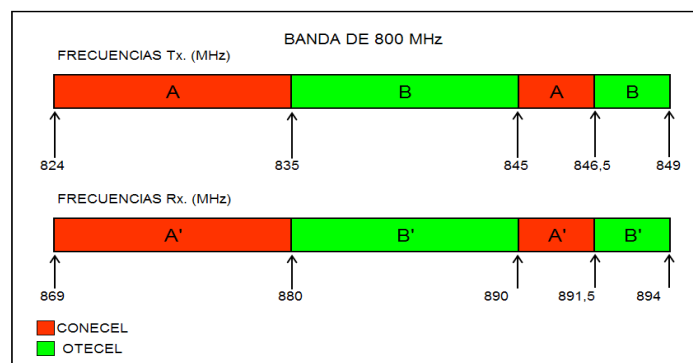 BANDA DE 800 MHz
FRECUENCIAS Tx. (MHz)
A B A B
824 835 845 846,5 849
FRECUENCIAS Rx. (MHz)
A' B' A' B'
869 880 890 891,5 894
CONECEL
OTECEL